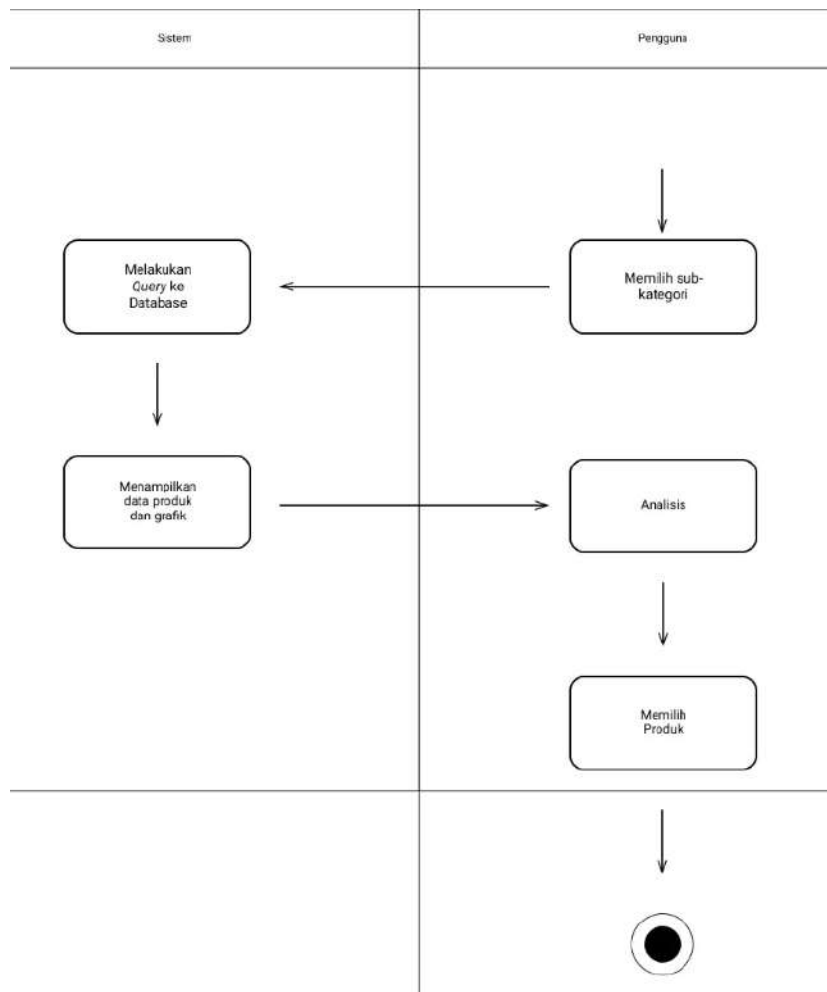 Sistem
Pengguna
Melakukan
Query ke
Database
Memilih sub-
kategori
Menampilkan
data produk
dan grafik
Analisis
Memilih
Produk